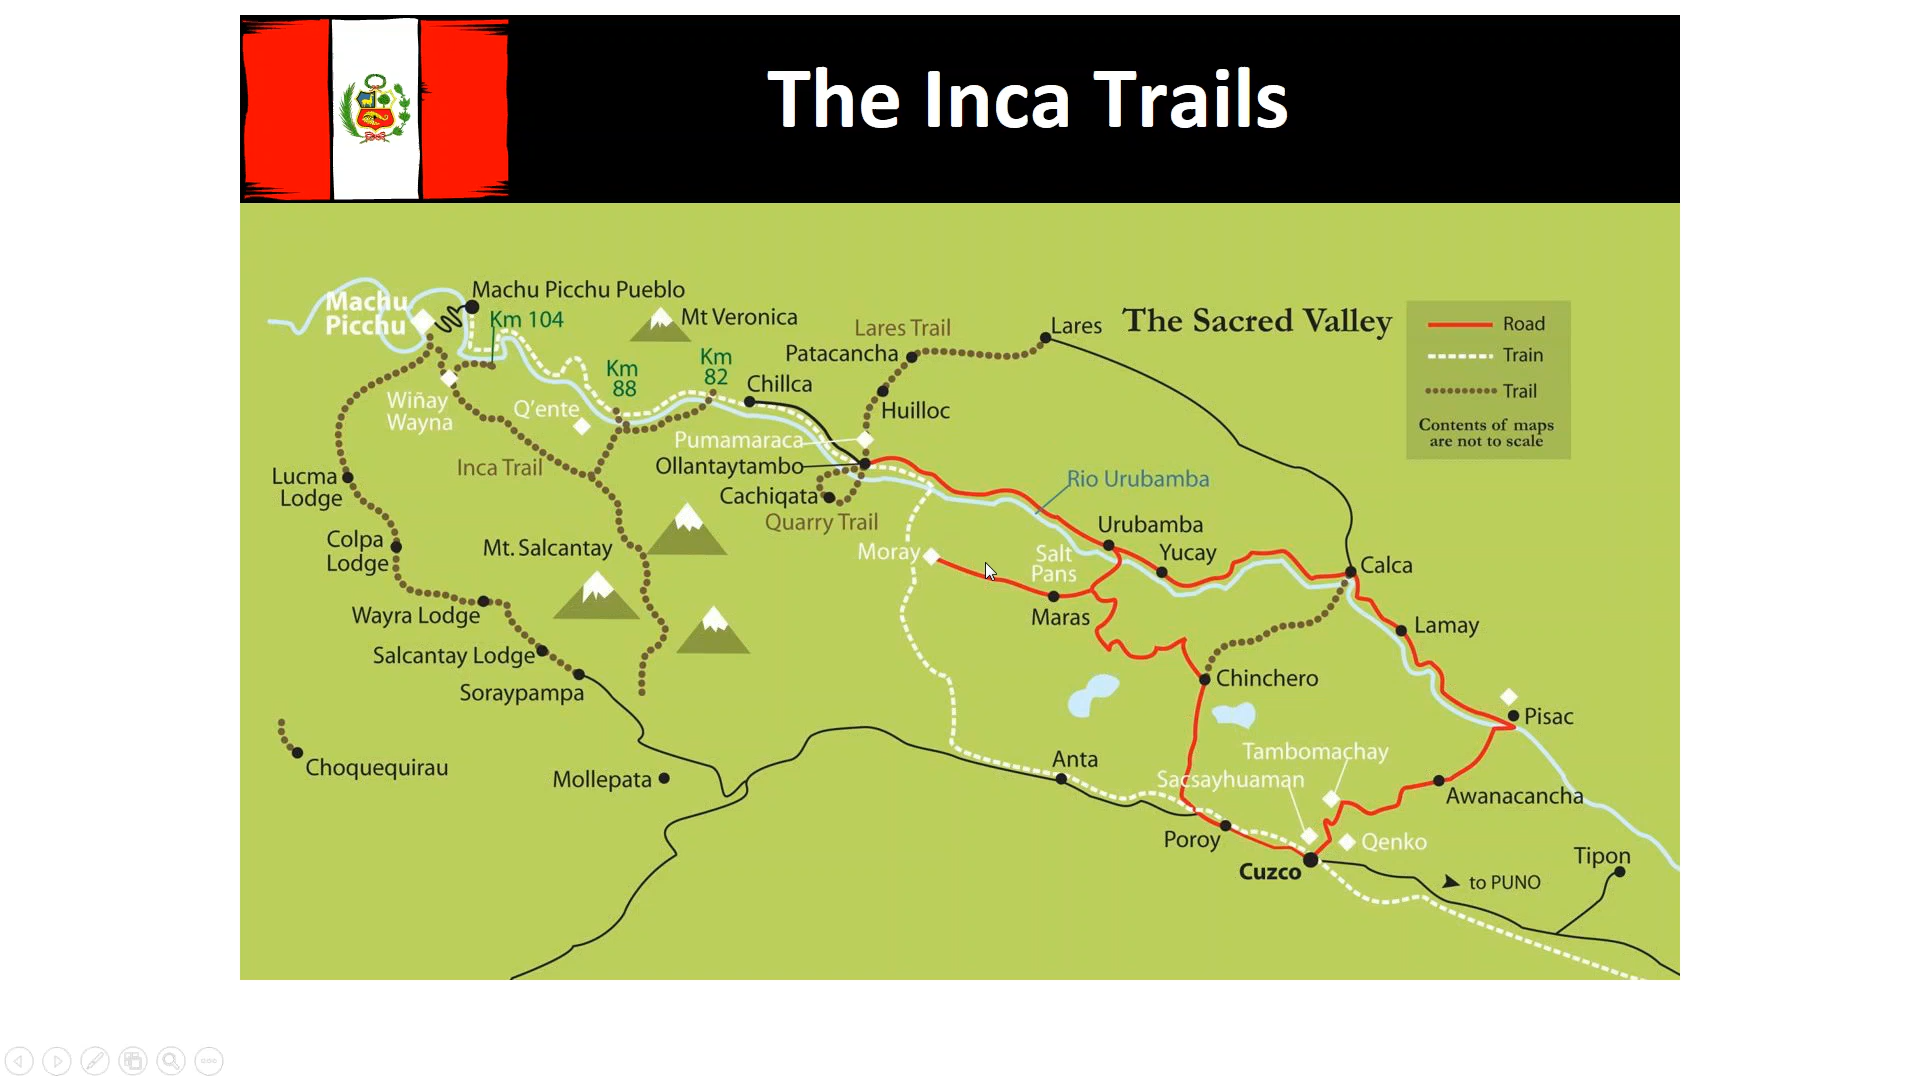 The Inca Trails
Machu
Picchu
Machu Picchu Pueblo
Km 104
Mt Veronica
Lares Trail
Lares
The Sacred Valley
Road
Train
Trail
Contents of maps
are not to scale
Patacancha
Km
88
Km
82
Chillca
Huilloc
Wiñay
Wayna
Q'ente
Pumamaraca
Ollantaytambo
Inca Trail
Lucma
Lodge
Cachiqata
Quarry Trail
Rio Urubamba
Urubamba
Yucay
Colpa
Lodge
Mt. Salcantay
Moray
Salt
Pans
Calca
Wayra Lodge
Maras
Lamay
Salcantay Lodge
Soraypampa
Chinchero
Pisac
Choquequirau
Mollepata
Anta
Tambomachay
Sacsayhuaman
Awanacancha
Poroy
Qenko
Cuzco
Tipon
to PUNO